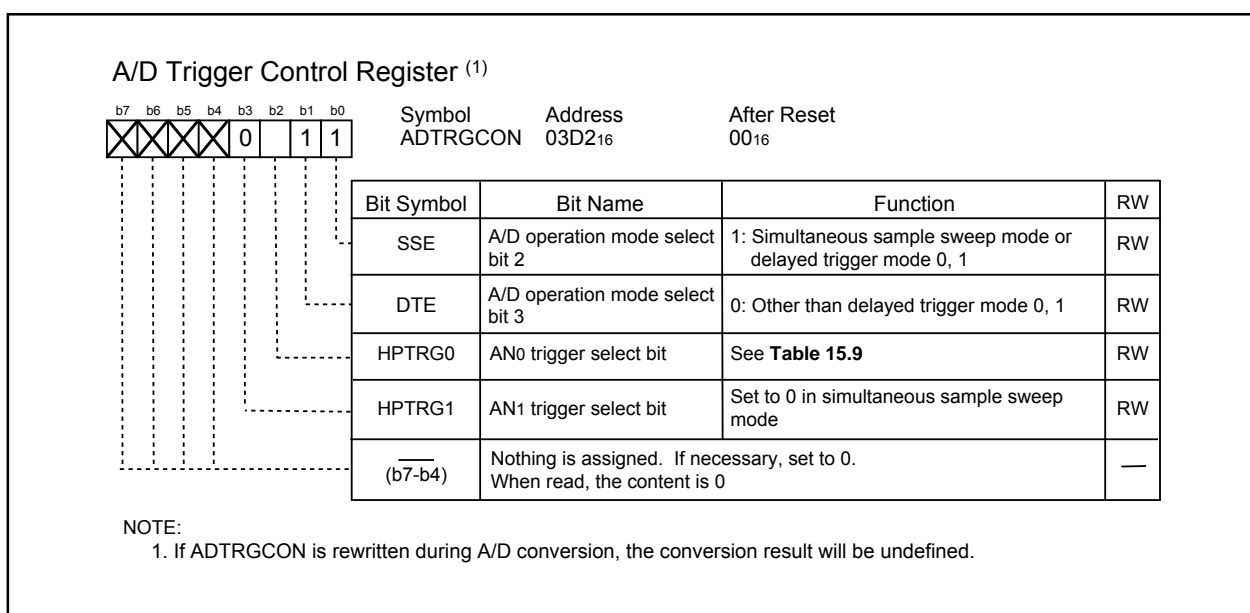 A/D Trigger Control Register (1)
b7 b6 b5 b4 b3 b2 b1 b0
0 1 1
Symbol Address After Reset
ADTRGCON 03D216 0016
Bit Symbol Bit Name Function RW
SSE A/D operation mode select bit 2 1: Simultaneous sample sweep mode or delayed trigger mode 0, 1 RW
DTE A/D operation mode select bit 3 0: Other than delayed trigger mode 0, 1 RW
HPTRG0 AN0 trigger select bit See Table 15.9 RW
HPTRG1 AN1 trigger select bit Set to 0 in simultaneous sample sweep mode RW
(b7-b4) Nothing is assigned. If necessary, set to 0.
When read, the content is 0 —
NOTE:
1. If ADTRGCON is rewritten during A/D conversion, the conversion result will be undefined.